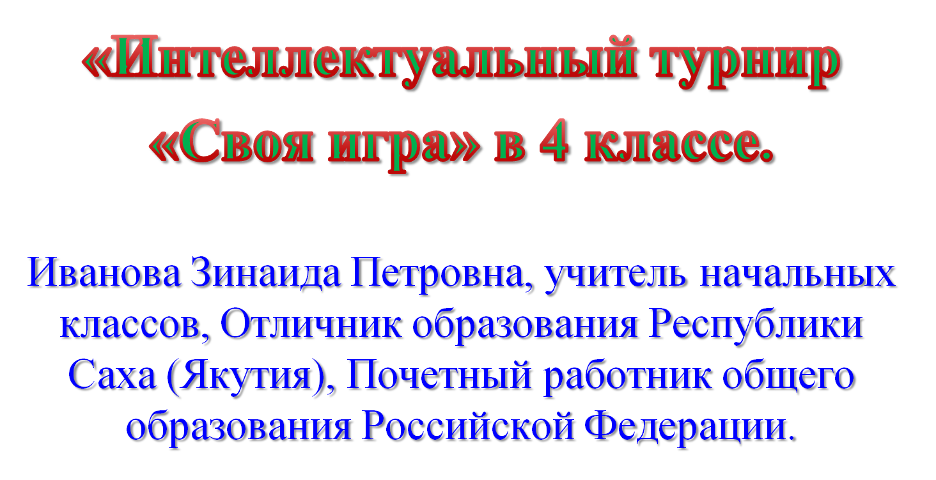 «Интеллектуальный турнир
«Своя игра» в 4 классе.
Иванова Зинаида Петровна, учитель начальных
классов, Отличник образования Республики
Саха (Якутия), Почетный работник общего
образования Российской Федерации.